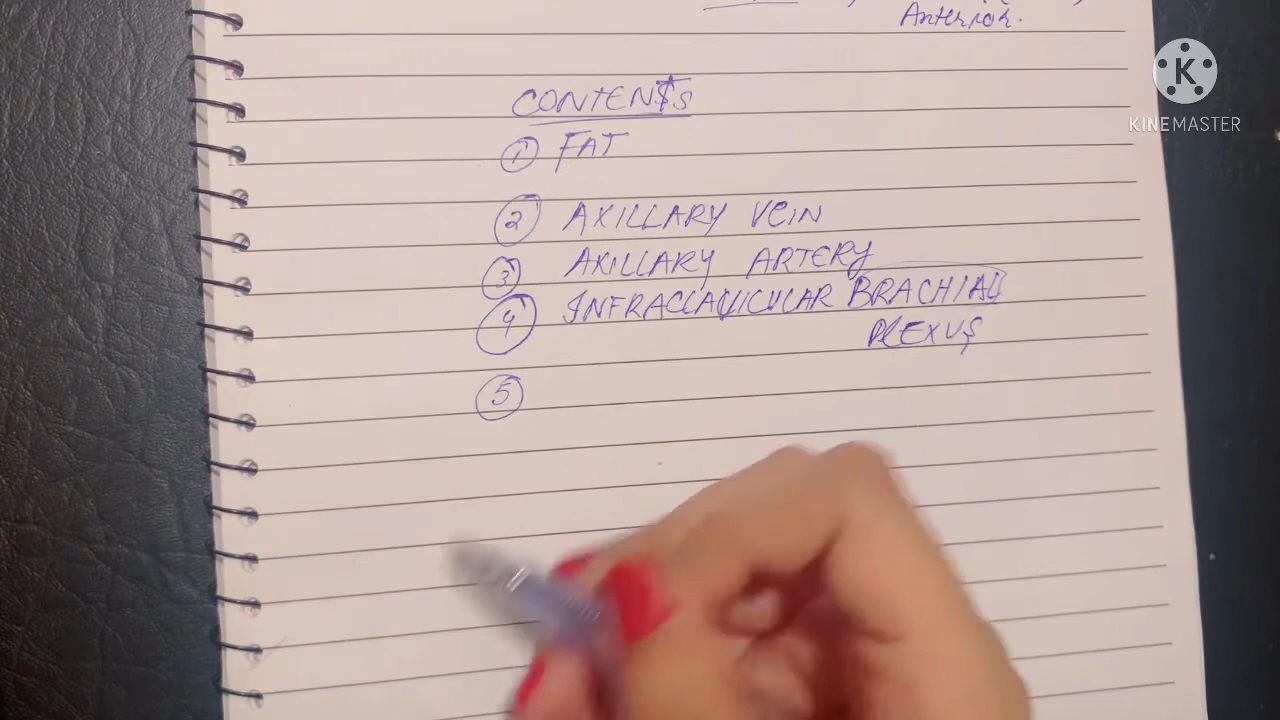 Anterior.
CONTENTS
① FAT
② AXILLARY VEIN
③ AXILLARY ARTERY
④ INFRACLAVICULAR BRACHIAL
PLEXUS
⑤
K
KINEMASTER